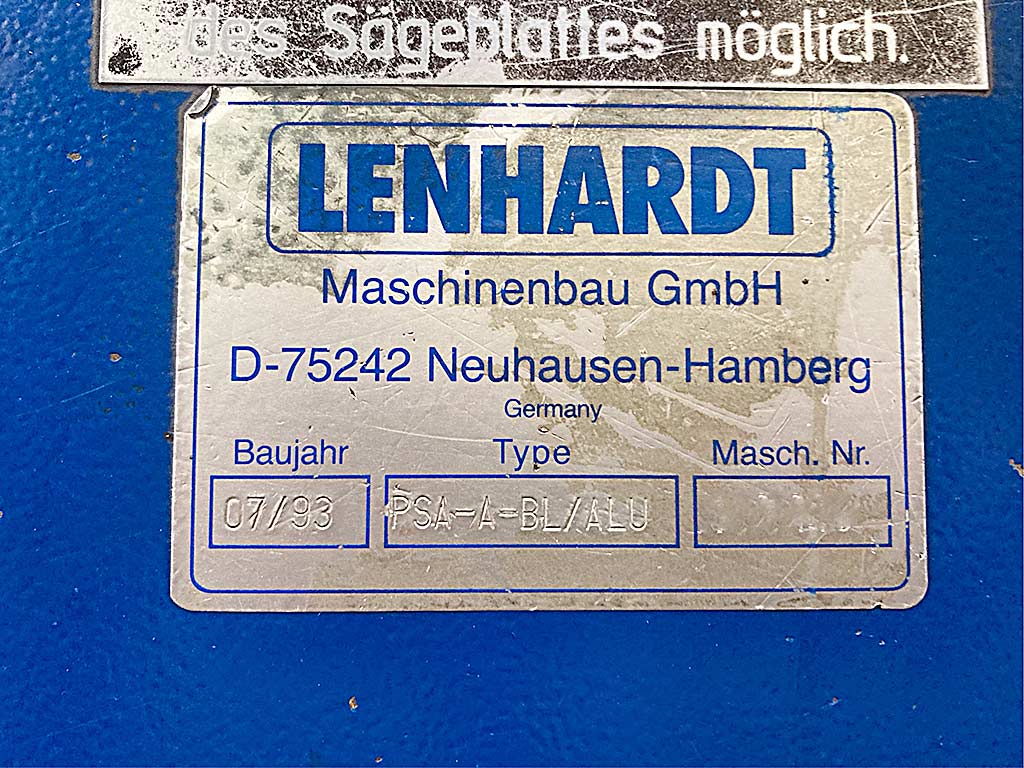 des Sägeblattes möglich.
LENHARDT
Maschinenbau GmbH
D-75242 Neuhausen-Hamberg
Germany
Baujahr Type Masch. Nr.
07/93 PSA-A-BL/ALU